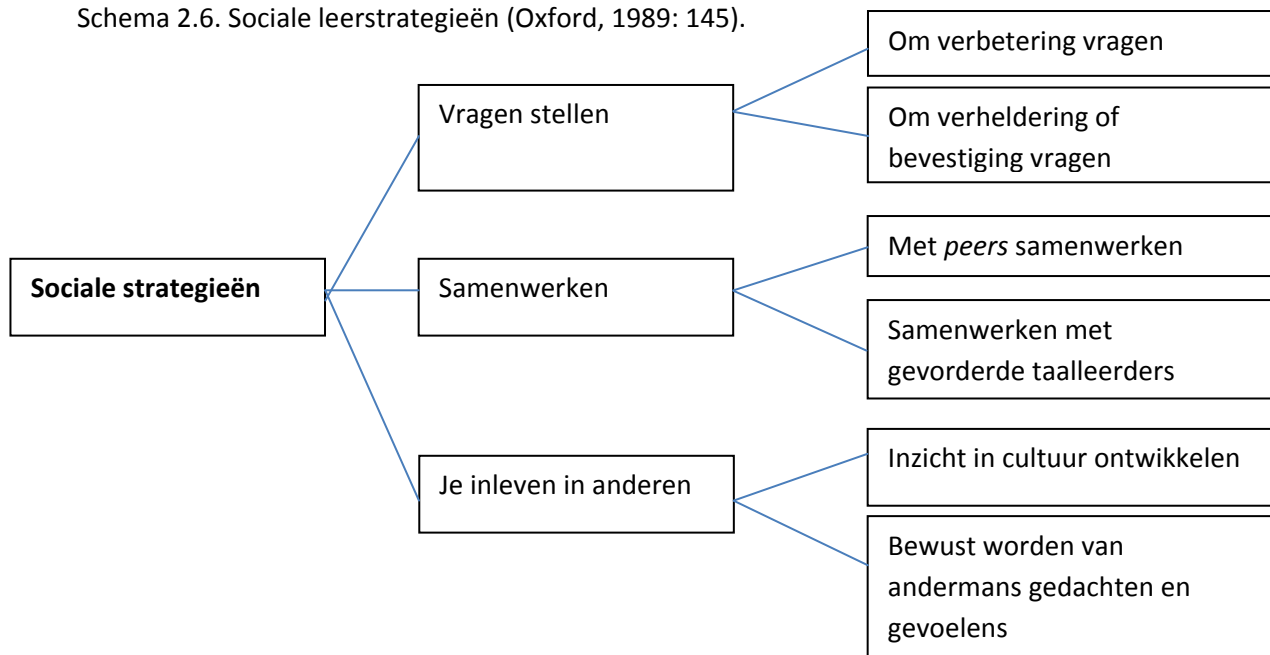 Schema 2.6. Sociale leerstrategieën (Oxford, 1989: 145).
Sociale strategieën
Vragen stellen
Om verbetering vragen
Om verheldering of
bevestiging vragen
Samenwerken
Met peers samenwerken
Samenwerken met
gevorderde taalleerders
Je inleven in anderen
Inzicht in cultuur ontwikkelen
Bewust worden van
andermans gedachten en
gevoelens